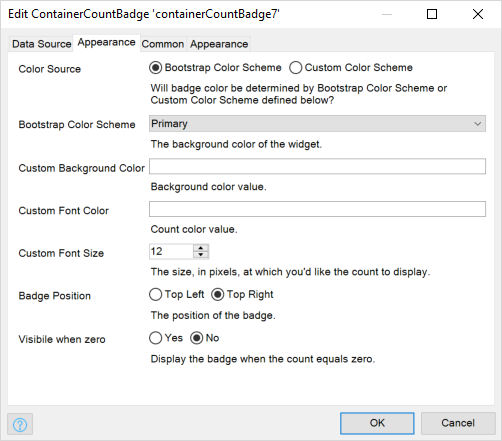 Edit ContainerCountBadge 'containerCountBadge7'
Data Source Appearance Common Appearance
Color Source Bootstrap Color Scheme Custom Color Scheme
Will badge color be determined by Bootstrap Color Scheme or
Custom Color Scheme defined below?
Bootstrap Color Scheme Primary
The background color of the widget.
Custom Background Color
Background color value.
Custom Font Color
Count color value.
Custom Font Size 12
The size, in pixels, at which you'd like the count to display.
Badge Position Top Left Top Right
The position of the badge.
Visibile when zero Yes No
Display the badge when the count equals zero.
? OK Cancel